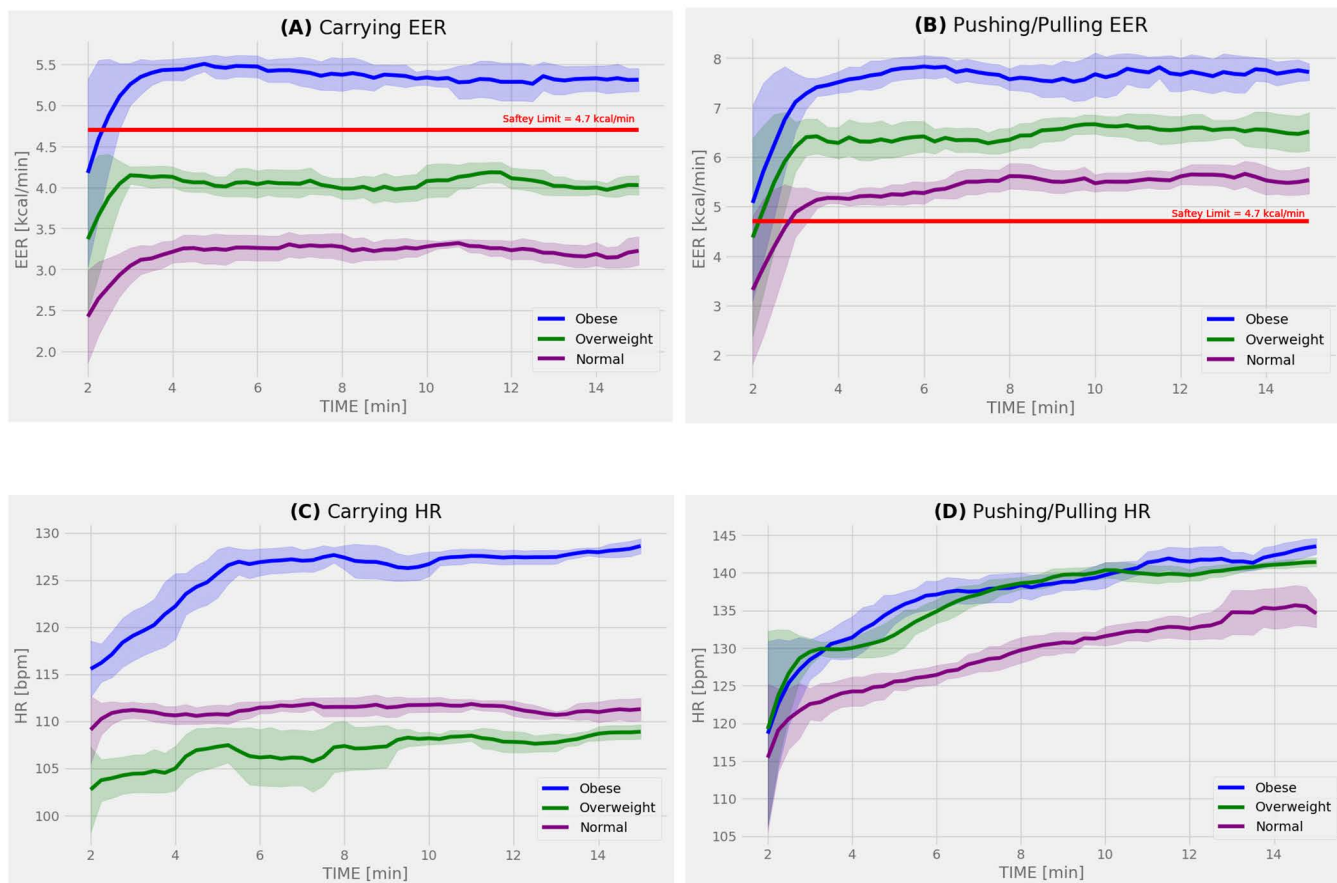 (A) Carrying EER
EER [kcal/min]
5.5
5.0
4.5
4.0
3.5
3.0
2.5
2.0
Saftey Limit = 4.7 kcal/min
Obese
Overweight
Normal
2 4 6 8 10 12 14
TIME [min]
(B) Pushing/Pulling EER
EER [kcal/min]
8
7
6
5
4
3
2
Saftey Limit = 4.7 kcal/min
Obese
Overweight
Normal
2 4 6 8 10 12 14
TIME [min]
(C) Carrying HR
HR [bpm]
130
125
120
115
110
105
100
Obese
Overweight
Normal
2 4 6 8 10 12 14
TIME [min]
(D) Pushing/Pulling HR
HR [bpm]
145
140
135
130
125
120
115
110
105
Obese
Overweight
Normal
2 4 6 8 10 12 14
TIME [min]